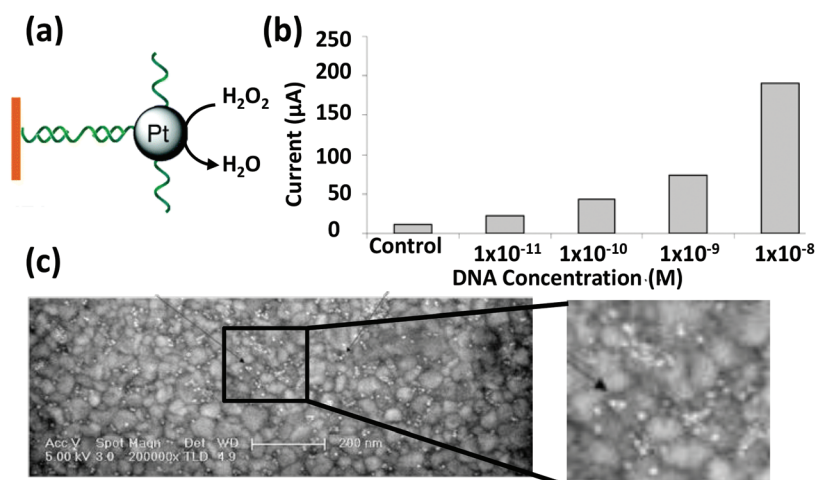 (a)
Pt
H₂O₂
H₂O
(b)
250
200
150
100
50
0
Current (µA)
Control
1x10⁻¹¹
1x10⁻¹⁰
1x10⁻⁹
1x10⁻⁸
DNA Concentration (M)
(c)
Acc.V Spot Magn Det WD 200 nm
5.00 kV 3.0 200000x TLD 4.9